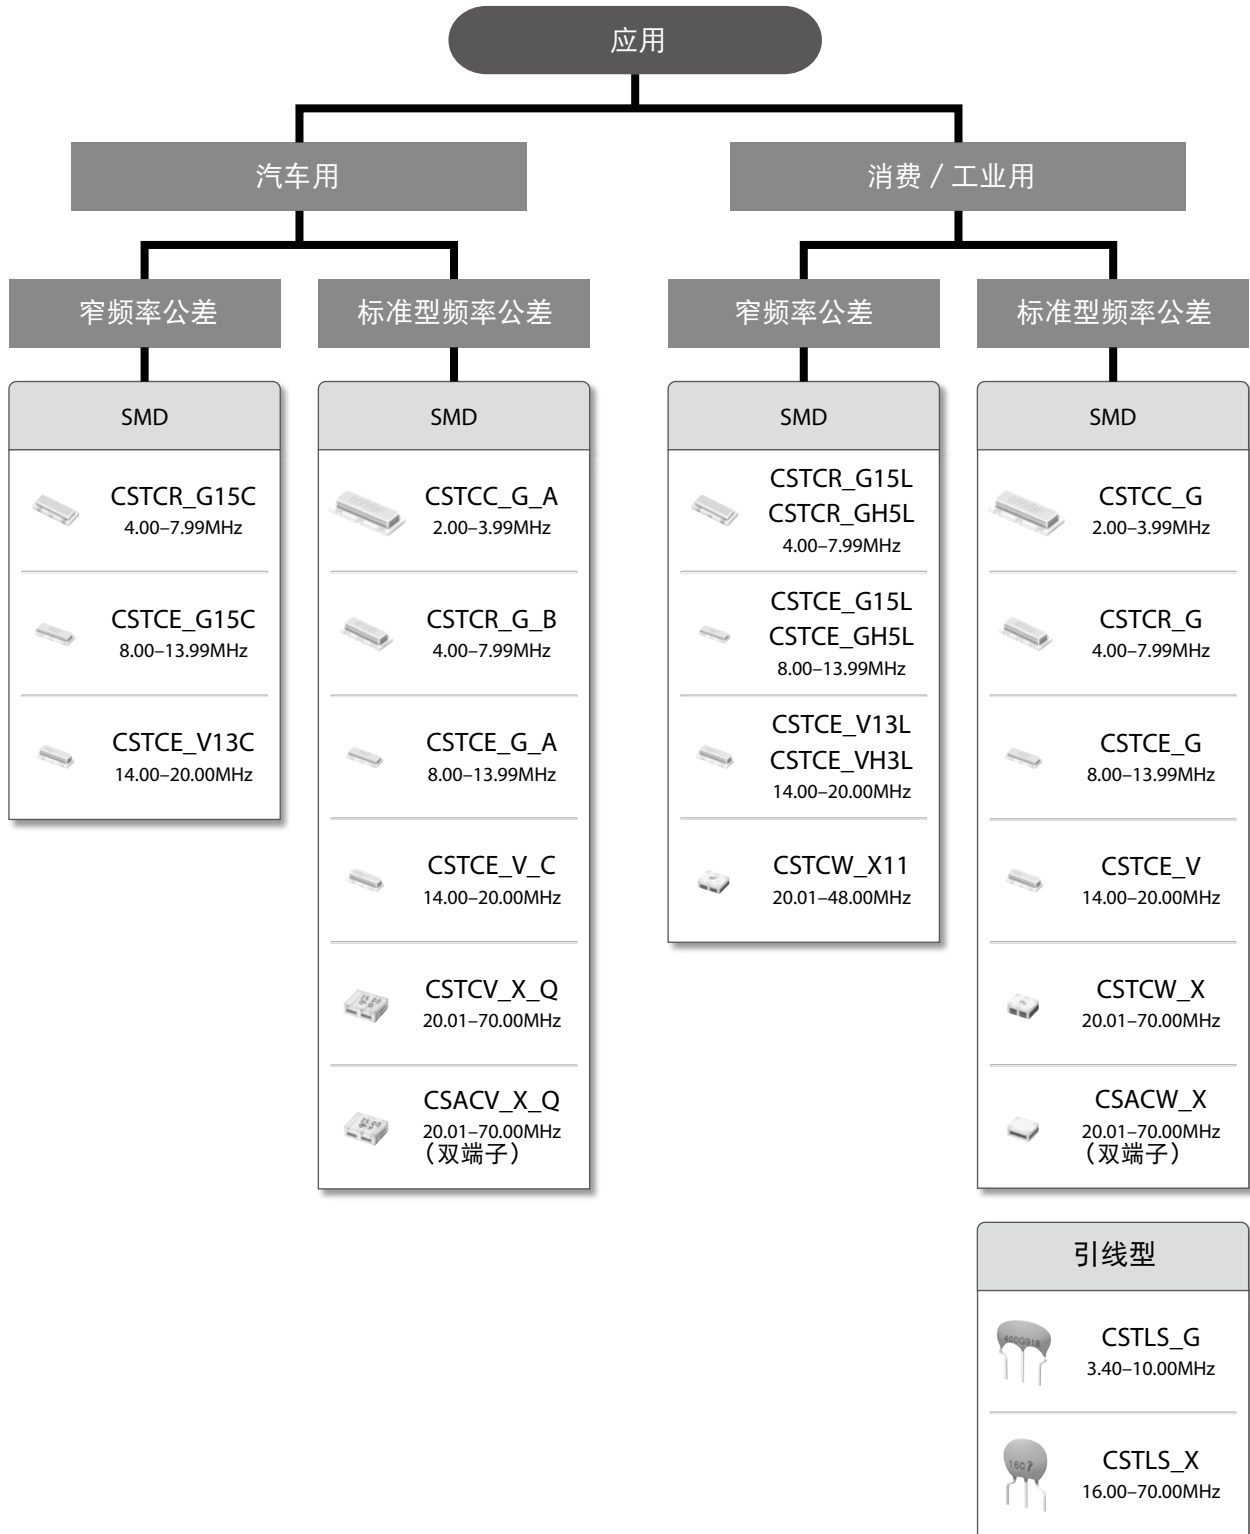 应用
汽车用
消费 / 工业用
窄频率公差
标准型频率公差
窄频率公差
标准型频率公差
SMD
CSTCR_G15C
4.00–7.99MHz
CSTCE_G15C
8.00–13.99MHz
CSTCE_V13C
14.00–20.00MHz
SMD
CSTCC_G_A
2.00–3.99MHz
CSTCR_G_B
4.00–7.99MHz
CSTCE_G_A
8.00–13.99MHz
CSTCE_V_C
14.00–20.00MHz
CSTCV_X_Q
20.01–70.00MHz
CSACV_X_Q
20.01–70.00MHz
（双端子）
SMD
CSTCR_G15L
CSTCR_GH5L
4.00–7.99MHz
CSTCE_G15L
CSTCE_GH5L
8.00–13.99MHz
CSTCE_V13L
CSTCE_VH3L
14.00–20.00MHz
CSTCW_X11
20.01–48.00MHz
SMD
CSTCC_G
2.00–3.99MHz
CSTCR_G
4.00–7.99MHz
CSTCE_G
8.00–13.99MHz
CSTCE_V
14.00–20.00MHz
CSTCW_X
20.01–70.00MHz
CSACW_X
20.01–70.00MHz
（双端子）
引线型
CSTLS_G
3.40–10.00MHz
CSTLS_X
16.00–70.00MHz